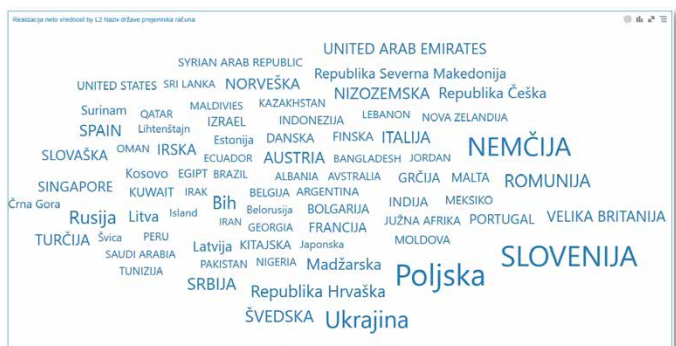 Realizacija neto vrednost by L2 Naziv države prejemnika računa
UNITED ARAB EMIRATES
SYRIAN ARAB REPUBLIC
Republika Severna Makedonija
UNITED STATES SRI LANKA NORVEŠKA
NIZOZEMSKA Republika Češka
MALDIVIES KAZAKHSTAN
Surinam QATAR IZRAEL INDONEZIJA LEBANON NOVA ZELANDIJA
SPAIN Lihtenštajn
Estonija DANSKA FINSKA ITALIJA NEMČIJA
SLOVAŠKA OMAN IRSKA
ECUADOR AUSTRIA BANGLADESH JORDAN
Kosovo EGIPT BRAZIL ALBANIA AVSTRALIA GRČIJA MALTA ROMUNIJA
SINGAPORE KUWAIT IRAK BELGIJA ARGENTINA
Črna Gora Bih INDIJA MEKSIKO
Rusija Litva Island Belorusija BOLGARIJA
IRAN GEORGIA FRANCIJA JUŽNA AFRIKA PORTUGAL VELIKA BRITANIJA
TURČIJA Švica PERU
Latvija KITAJSKA Japonska MOLDOVA
SAUDI ARABIA SLOVENIJA
TUNIZIJA PAKISTAN NIGERIA Madžarska Poljska
SRBIJA Republika Hrvaška
ŠVEDSKA Ukrajina